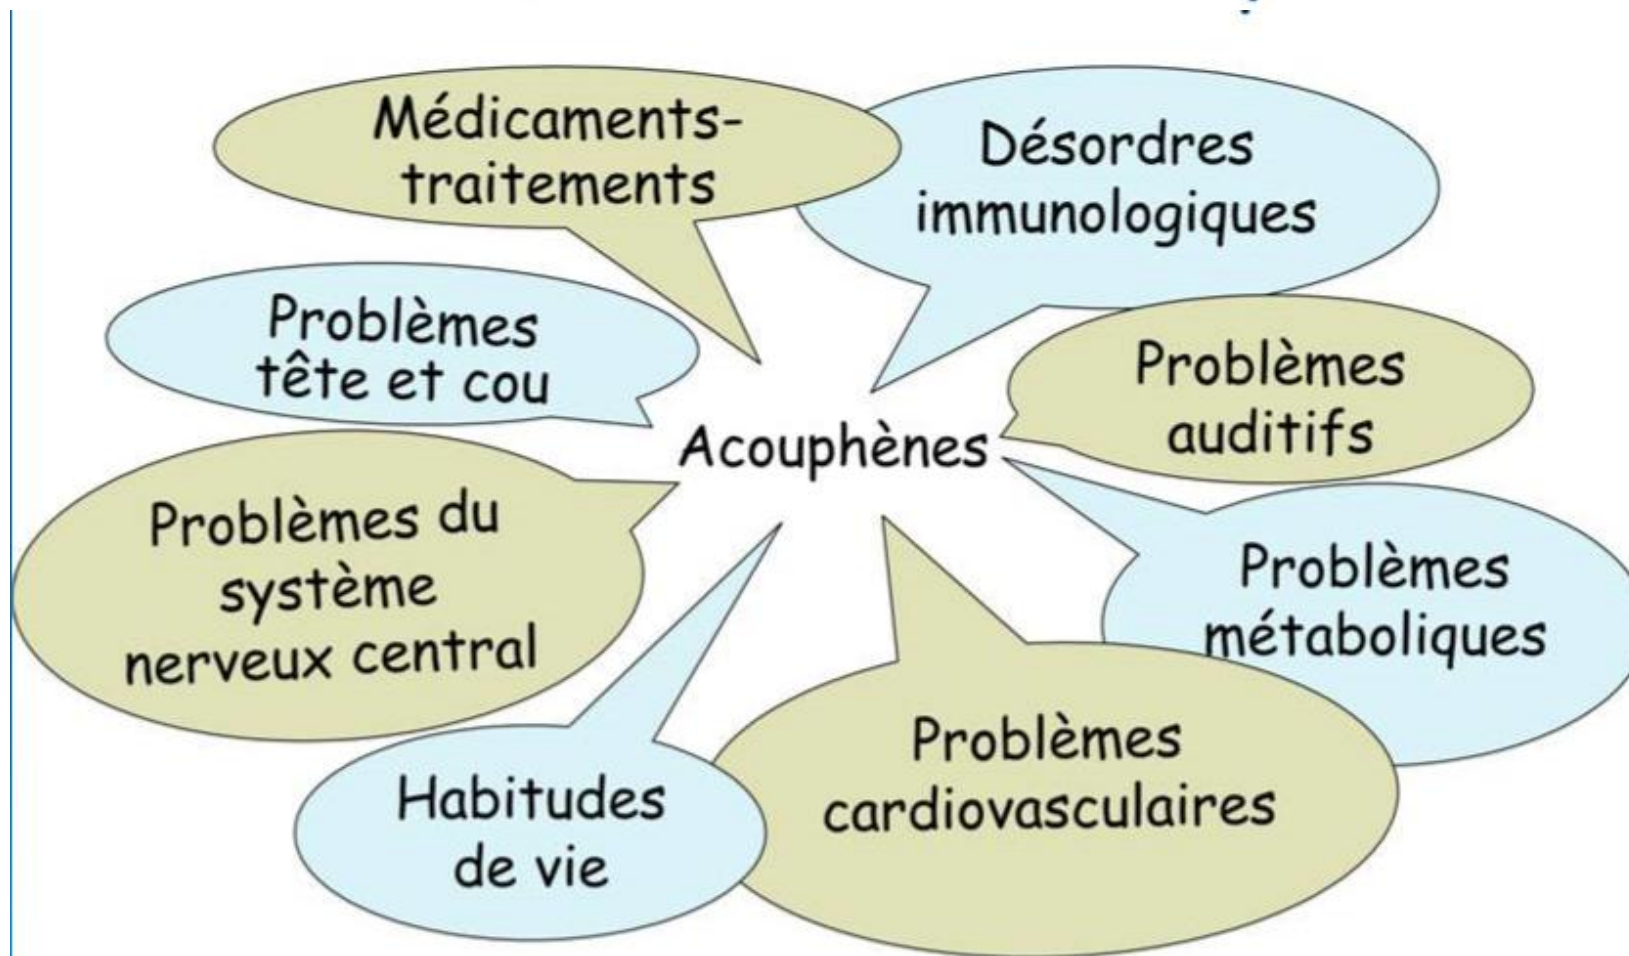 Médicaments-
traitements
Désordres
immunologiques
Problèmes
tête et cou
Problèmes
auditifs
Acouphènes
Problèmes du
système
nerveux central
Problèmes
métaboliques
Habitudes
de vie
Problèmes
cardiovasculaires